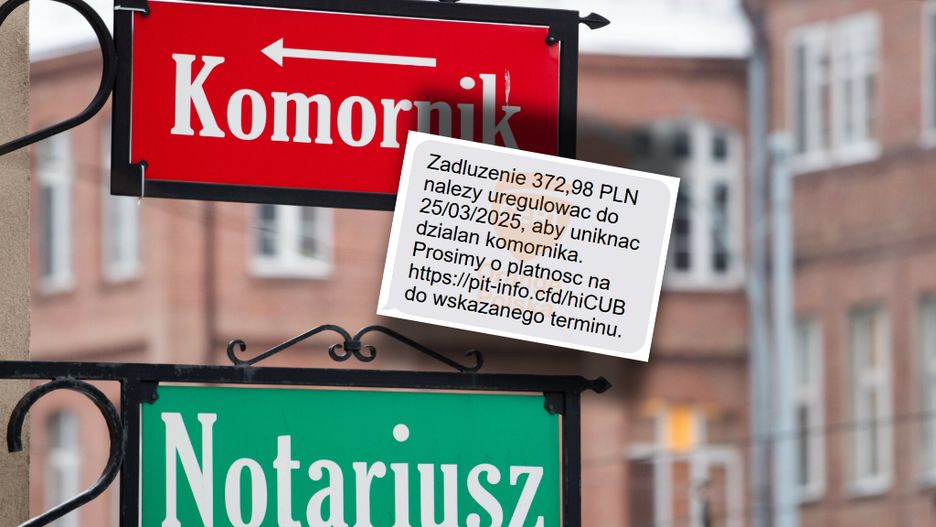 Komornik
Zadluzenie 372,98 PLN
nalezy uregulowac do
25/03/2025, aby uniknac
dzialan komornika.
Prosimy o platnosc na
https://pit-info.cfd/hiCUB
do wskazanego terminu.
Notariusz